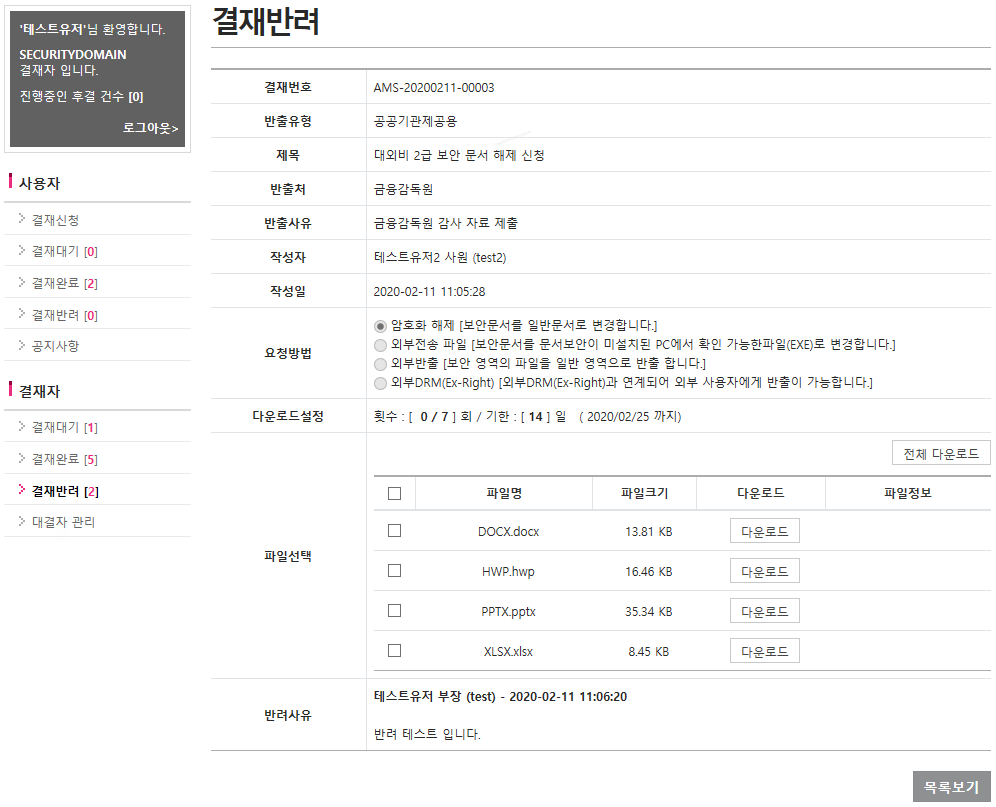 '테스트유저'님 환영합니다.
SECURITYDOMAIN
결재자 입니다.
진행중인 후결 건수 [0]
로그아웃>
사용자
결재신청
결재대기 [0]
결재완료 [2]
결재반려 [0]
공지사항
결재자
결재대기 [1]
결재완료 [5]
결재반려 [2]
대결자 관리
결재반려
결재번호 AMS-20200211-00003
반출유형 공공기관제공용
제목 대외비 2급 보안 문서 해제 신청
반출처 금융감독원
반출사유 금융감독원 감사 자료 제출
작성자 테스트유저2 사원 (test2)
작성일 2020-02-11 11:05:28
요청방법
암호화 해제 [보안문서를 일반문서로 변경합니다.]
외부전송 파일 [보안문서를 문서보안이 미설치된 PC에서 확인 가능한파일(EXE)로 변경합니다.]
외부반출 [보안 영역의 파일을 일반 영역으로 반출 합니다.]
외부DRM(Ex-Right) [외부DRM(Ex-Right)과 연계되어 외부 사용자에게 반출이 가능합니다.]
다운로드설정 횟수 : [ 0 / 7 ] 회 / 기한 : [ 14 ] 일 ( 2020/02/25 까지)
파일선택
전체 다운로드
파일명 파일크기 다운로드 파일정보
DOCX.docx 13.81 KB 다운로드
HWP.hwp 16.46 KB 다운로드
PPTX.pptx 35.34 KB 다운로드
XLSX.xlsx 8.45 KB 다운로드
반려사유
테스트유저 부장 (test) - 2020-02-11 11:06:20
반려 테스트 입니다.
목록보기